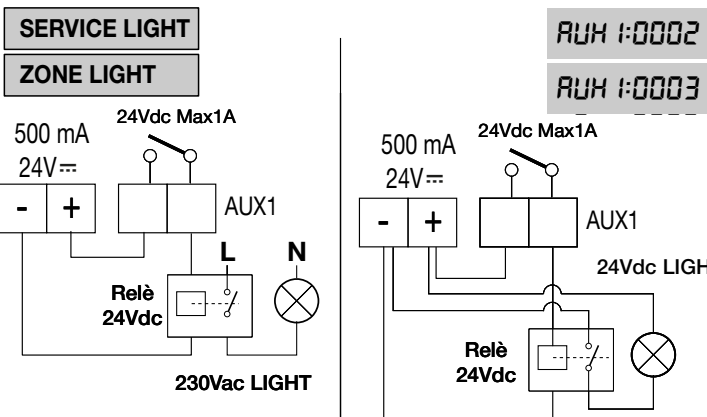 SERVICE LIGHT
ZONE LIGHT
500 mA
24V⎓
24Vdc Max1A
- +
AUX1
L N
Relè
24Vdc
230Vac LIGHT
AUX 1:0002
AUX 1:0003
500 mA
24V⎓
24Vdc Max1A
- +
AUX1
24Vdc LIGH
Relè
24Vdc